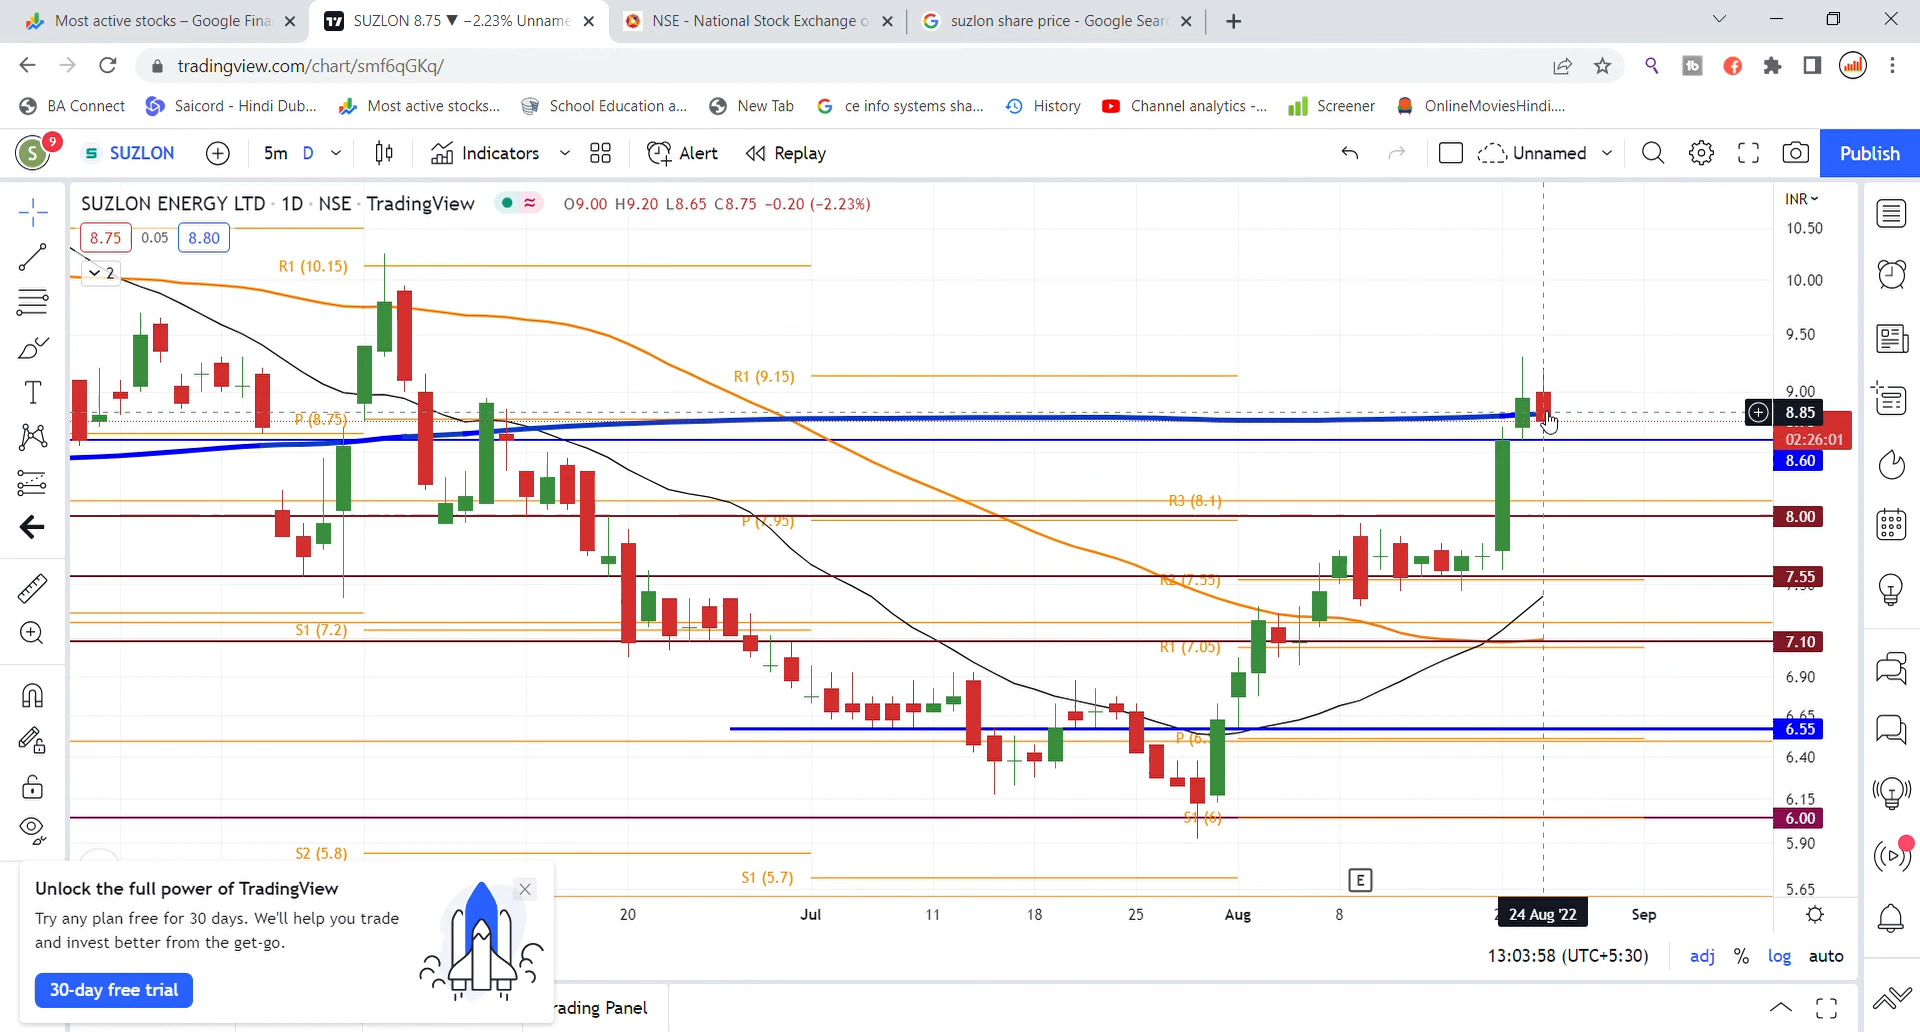 Most active stocks – Google Fina
SUZLON 8.75 ▼ −2.23% Unname
NSE - National Stock Exchange o
suzlon share price - Google Sear
tradingview.com/chart/smf6qGKq/
BA Connect
Saicord - Hindi Dub...
Most active stocks...
School Education a...
New Tab
ce info systems sha...
History
Channel analytics -...
Screener
OnlineMoviesHindi....
S
9
SUZLON
5m
D
Indicators
Alert
Replay
Unnamed
Publish
SUZLON ENERGY LTD · 1D · NSE · TradingView
O9.00 H9.20 L8.65 C8.75 −0.20 (−2.23%)
INR
8.75
0.05
8.80
2
R1 (10.15)
P (8.75)
S1 (7.2)
S2 (5.8)
R1 (9.15)
P (7.95)
S1 (5.7)
R3 (8.1)
R2 (7.55)
R1 (7.05)
P (6.
S1 (6)
10.50
10.00
9.50
9.00
8.85
02:26:01
8.60
8.00
7.55
7.50
7.10
6.90
6.65
6.55
6.40
6.15
6.00
5.90
5.65
E
20
Jul
11
18
25
Aug
8
24 Aug '22
Sep
13:03:58 (UTC+5:30)
adj
%
log
auto
Unlock the full power of TradingView
Try any plan free for 30 days. We'll help you trade
and invest better from the get-go.
30-day free trial
rading Panel